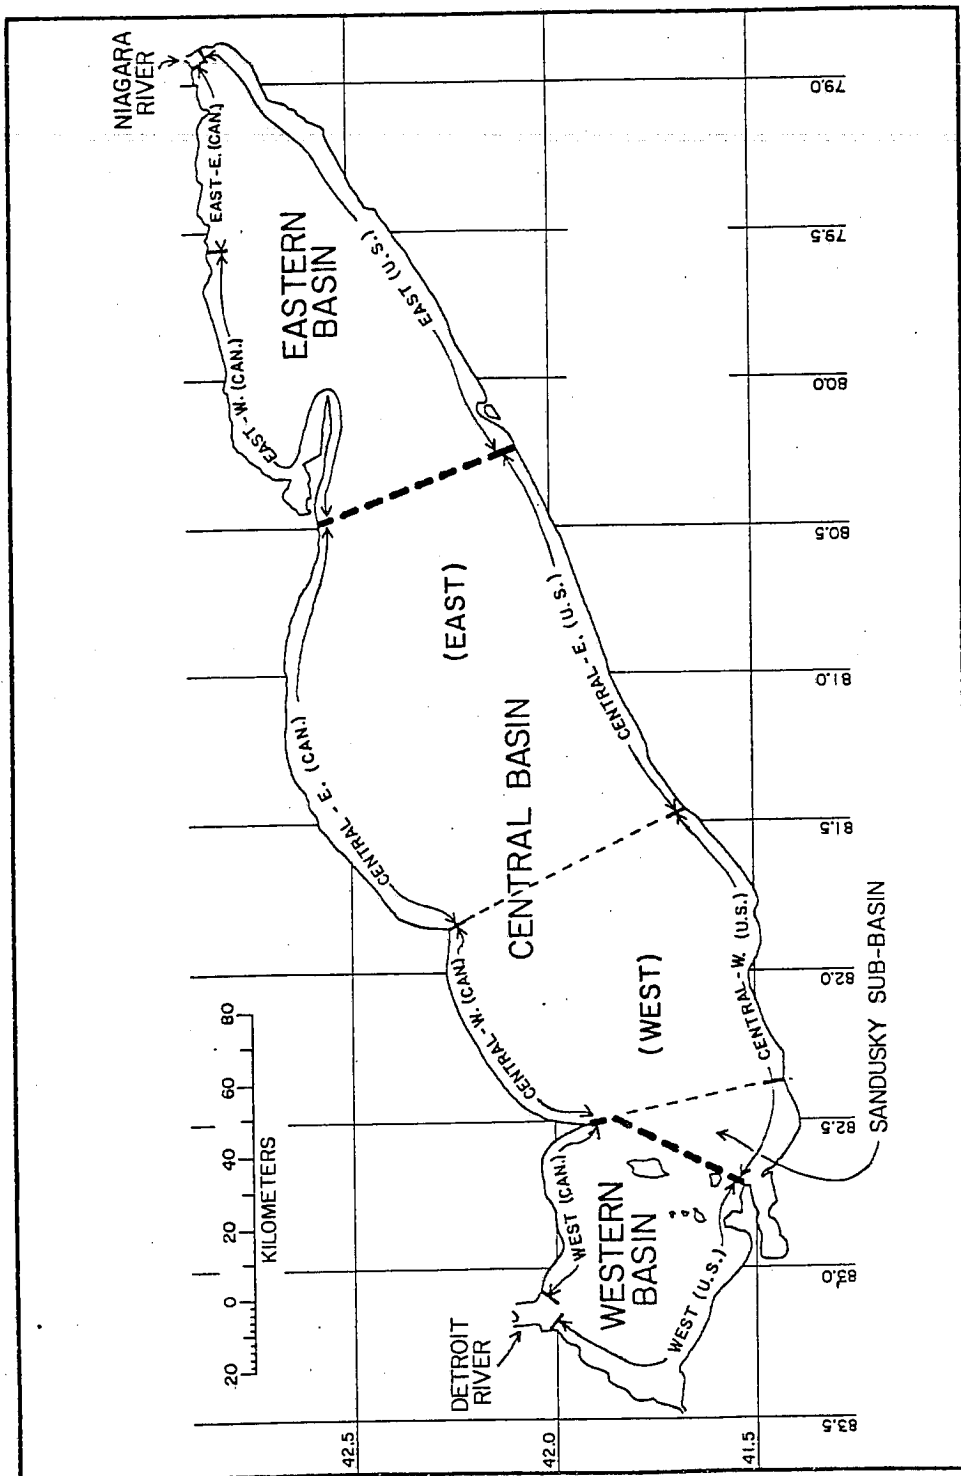 NIAGARA
RIVER
EAST-E. (CAN.)
EAST-W. (CAN.)
EASTERN
BASIN
EAST (U.S.)
(EAST)
CENTRAL-E. (CAN.)
CENTRAL-E. (U.S.)
CENTRAL BASIN
CENTRAL-W. (CAN.)
(WEST)
CENTRAL-W. (U.S.)
SANDUSKY SUB-BASIN
WEST (CAN.)
WESTERN
BASIN
WEST (U.S.)
DETROIT
RIVER
20 0 20 40 60 80
KILOMETERS
42.5
42.0
41.5
83.5
83.0
82.5
82.0
81.5
81.0
80.5
80.0
79.5
79.0